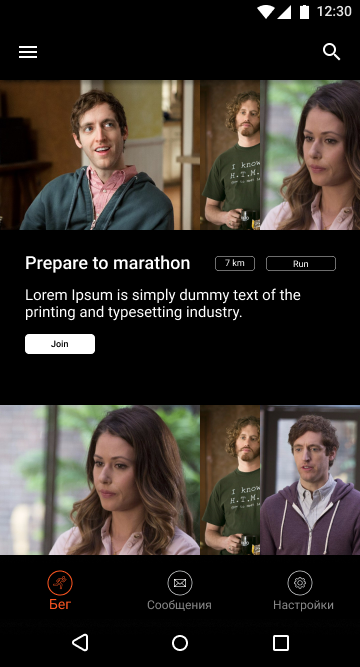 12:30
I know
H.T.M.
Prepare to marathon
7 km
Run
Lorem Ipsum is simply dummy text of the
printing and typesetting industry.
Join
I know
H.T.M.
Бег
Сообщения
Настройки